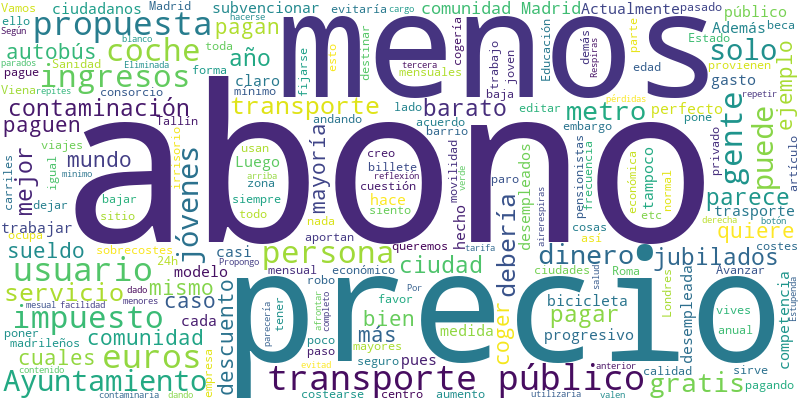 ello
ciudadanos
Madrid
subvencionar
evitaría
cargo
comunidad Madrid
Vamos
Según
propuesta
hacerse
menos
Actualmente
pasado
público
blanco
pagan
esto
cogería
Además
beca
autobús
coche
toda
fijarse
destinar
mensuales
trabajo
joven
demás
Respiras
Educación
parte
Estado
solo
tercera
baja
edad
provienen
parados
Sanidad
Eliminada
año
ingresos
forma
pague
claro
Viena
repites
consorcio
mínimo
gasto
repetir
contaminación
transporte
lado
barato
editar
metro
perfecto
paguen
Tallin
andando
acuerdo
embargo
pone
gente
ejemplo
puede
viajes
usan
creo
barrio
mejor
mundo
irrisorio
Luego
mayoría
billete
movilidad
desempleados
paro
pensionistas
frecuencia
económica
tampoco
normal
privado
artículo
abono
carriles
igual
mínimo
bajar
arriba
zona
reflexión
cuestión
verde
dejar
sitio
jóvenes
siempre
hace
cosas
parece
trasporte
botón
trabajar
todo
nada
siento
hecho
airerespiras
así
etc
quiere
derecha
ocupa
sobrecostes
casi
aportan
queremos
tarifa
debería
dinero
jubilados
costes
sueldo
24h
Propongo
persona
ciudad
ciudades
Roma
Avanzar
usuario
modelo
mensual
económico
salud
Londres
desempleada
competencia
servicio
mesual
facilidad
dado
menores
mismo
caso
robo
favor
Por
bicicleta
vives
Estupenda
impuesto
cada
descuento
parecería
tener
afrontar
completo
bien
más
coger
medida
pagar
anual
precio
poner
comunidad
poco
mayores
progresivo
madrileños
paso
seguro
pues
anterior
calidad
sirve
cuales
euros
empresa
evitad
perdidas
Ayuntamiento
contenido
transporte público
gratis
pagando
contaminaria
dando
costearse
centro
aumento
utilizaría
valen